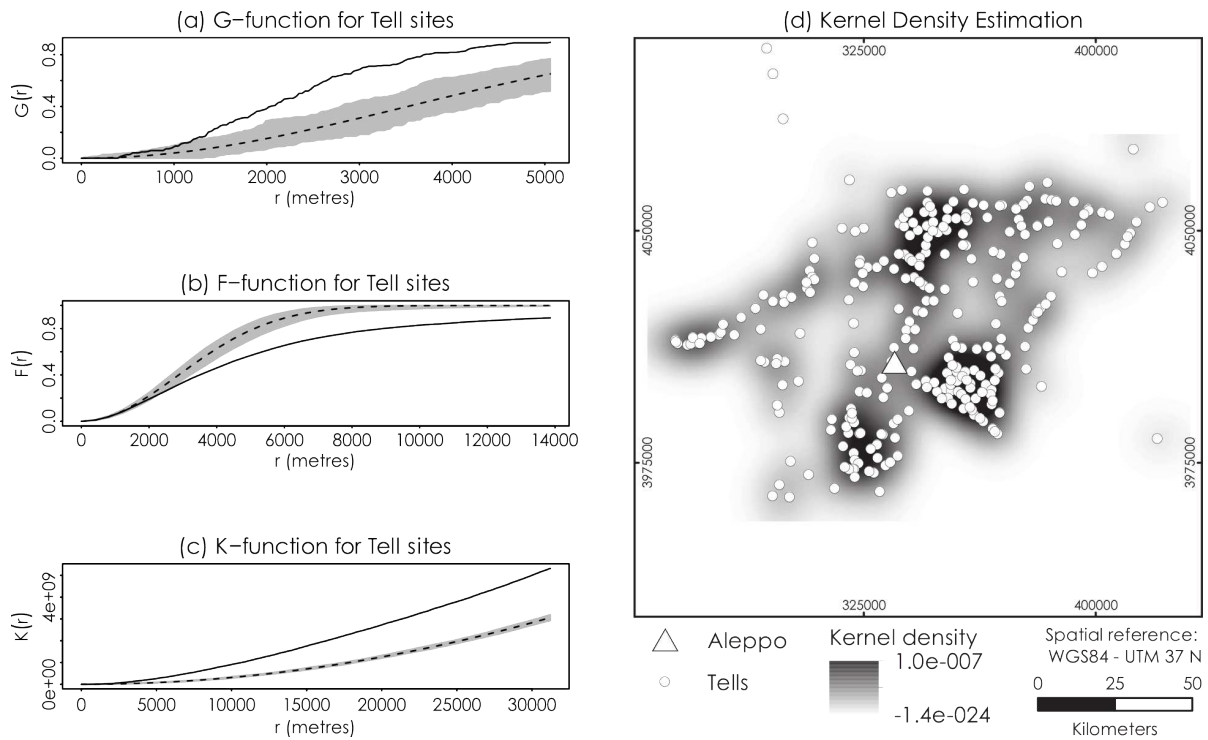 (a) G−function for Tell sites
G(r)
0.0 0.4 0.8
0 1000 2000 3000 4000 5000
r (metres)
(b) F−function for Tell sites
F(r)
0.0 0.4 0.8
0 2000 4000 6000 8000 10000 12000 14000
r (metres)
(c) K−function for Tell sites
K(r)
0e+00 4e+09
0 5000 10000 15000 20000 25000 30000
r (metres)
(d) Kernel Density Estimation
325000 400000
4050000 4050000
3975000 3975000
325000 400000
Aleppo
Tells
Kernel density
1.0e-007
-1.4e-024
Spatial reference:
WGS84 - UTM 37 N
0 25 50
Kilometers